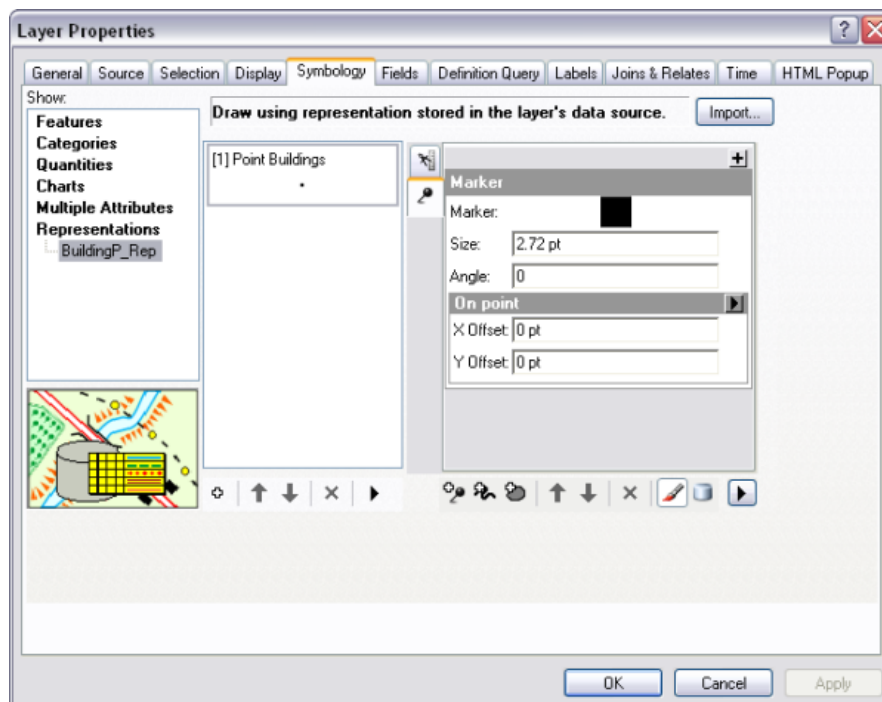 Layer Properties
General Source Selection Display Symbology Fields Definition Query Labels Joins & Relates Time HTML Popup
Show:
Features
Categories
Quantities
Charts
Multiple Attributes
Representations
BuildingP_Rep
Draw using representation stored in the layer's data source.
Import...
[1] Point Buildings
Marker
Marker:
Size: 2.72 pt
Angle: 0
On point
X Offset: 0 pt
Y Offset: 0 pt
OK Cancel Apply